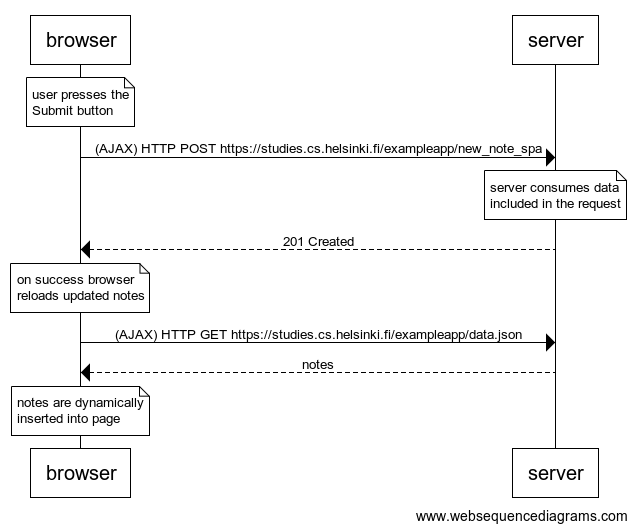 browser
server
user presses the
Submit button
(AJAX) HTTP POST https://studies.cs.helsinki.fi/exampleapp/new_note_spa
server consumes data
included in the request
201 Created
on success browser
reloads updated notes
(AJAX) HTTP GET https://studies.cs.helsinki.fi/exampleapp/data.json
notes
notes are dynamically
inserted into page
browser
server
www.websequencediagrams.com